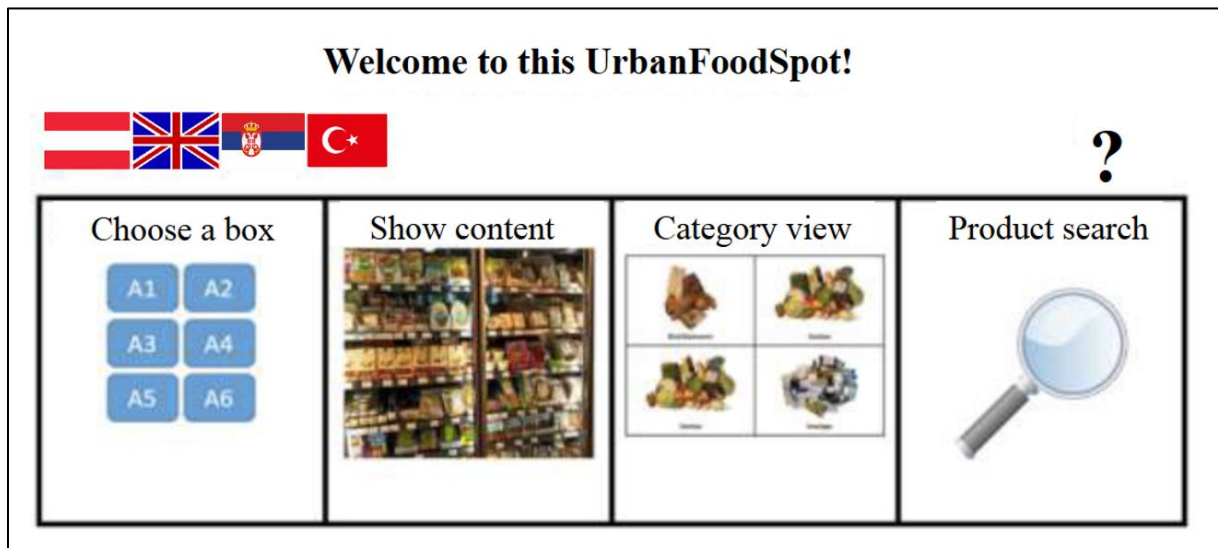 Welcome to this UrbanFoodSpot!
?
Choose a box
Show content
Category view
Product search
A1 A2
A3 A4
A5 A6